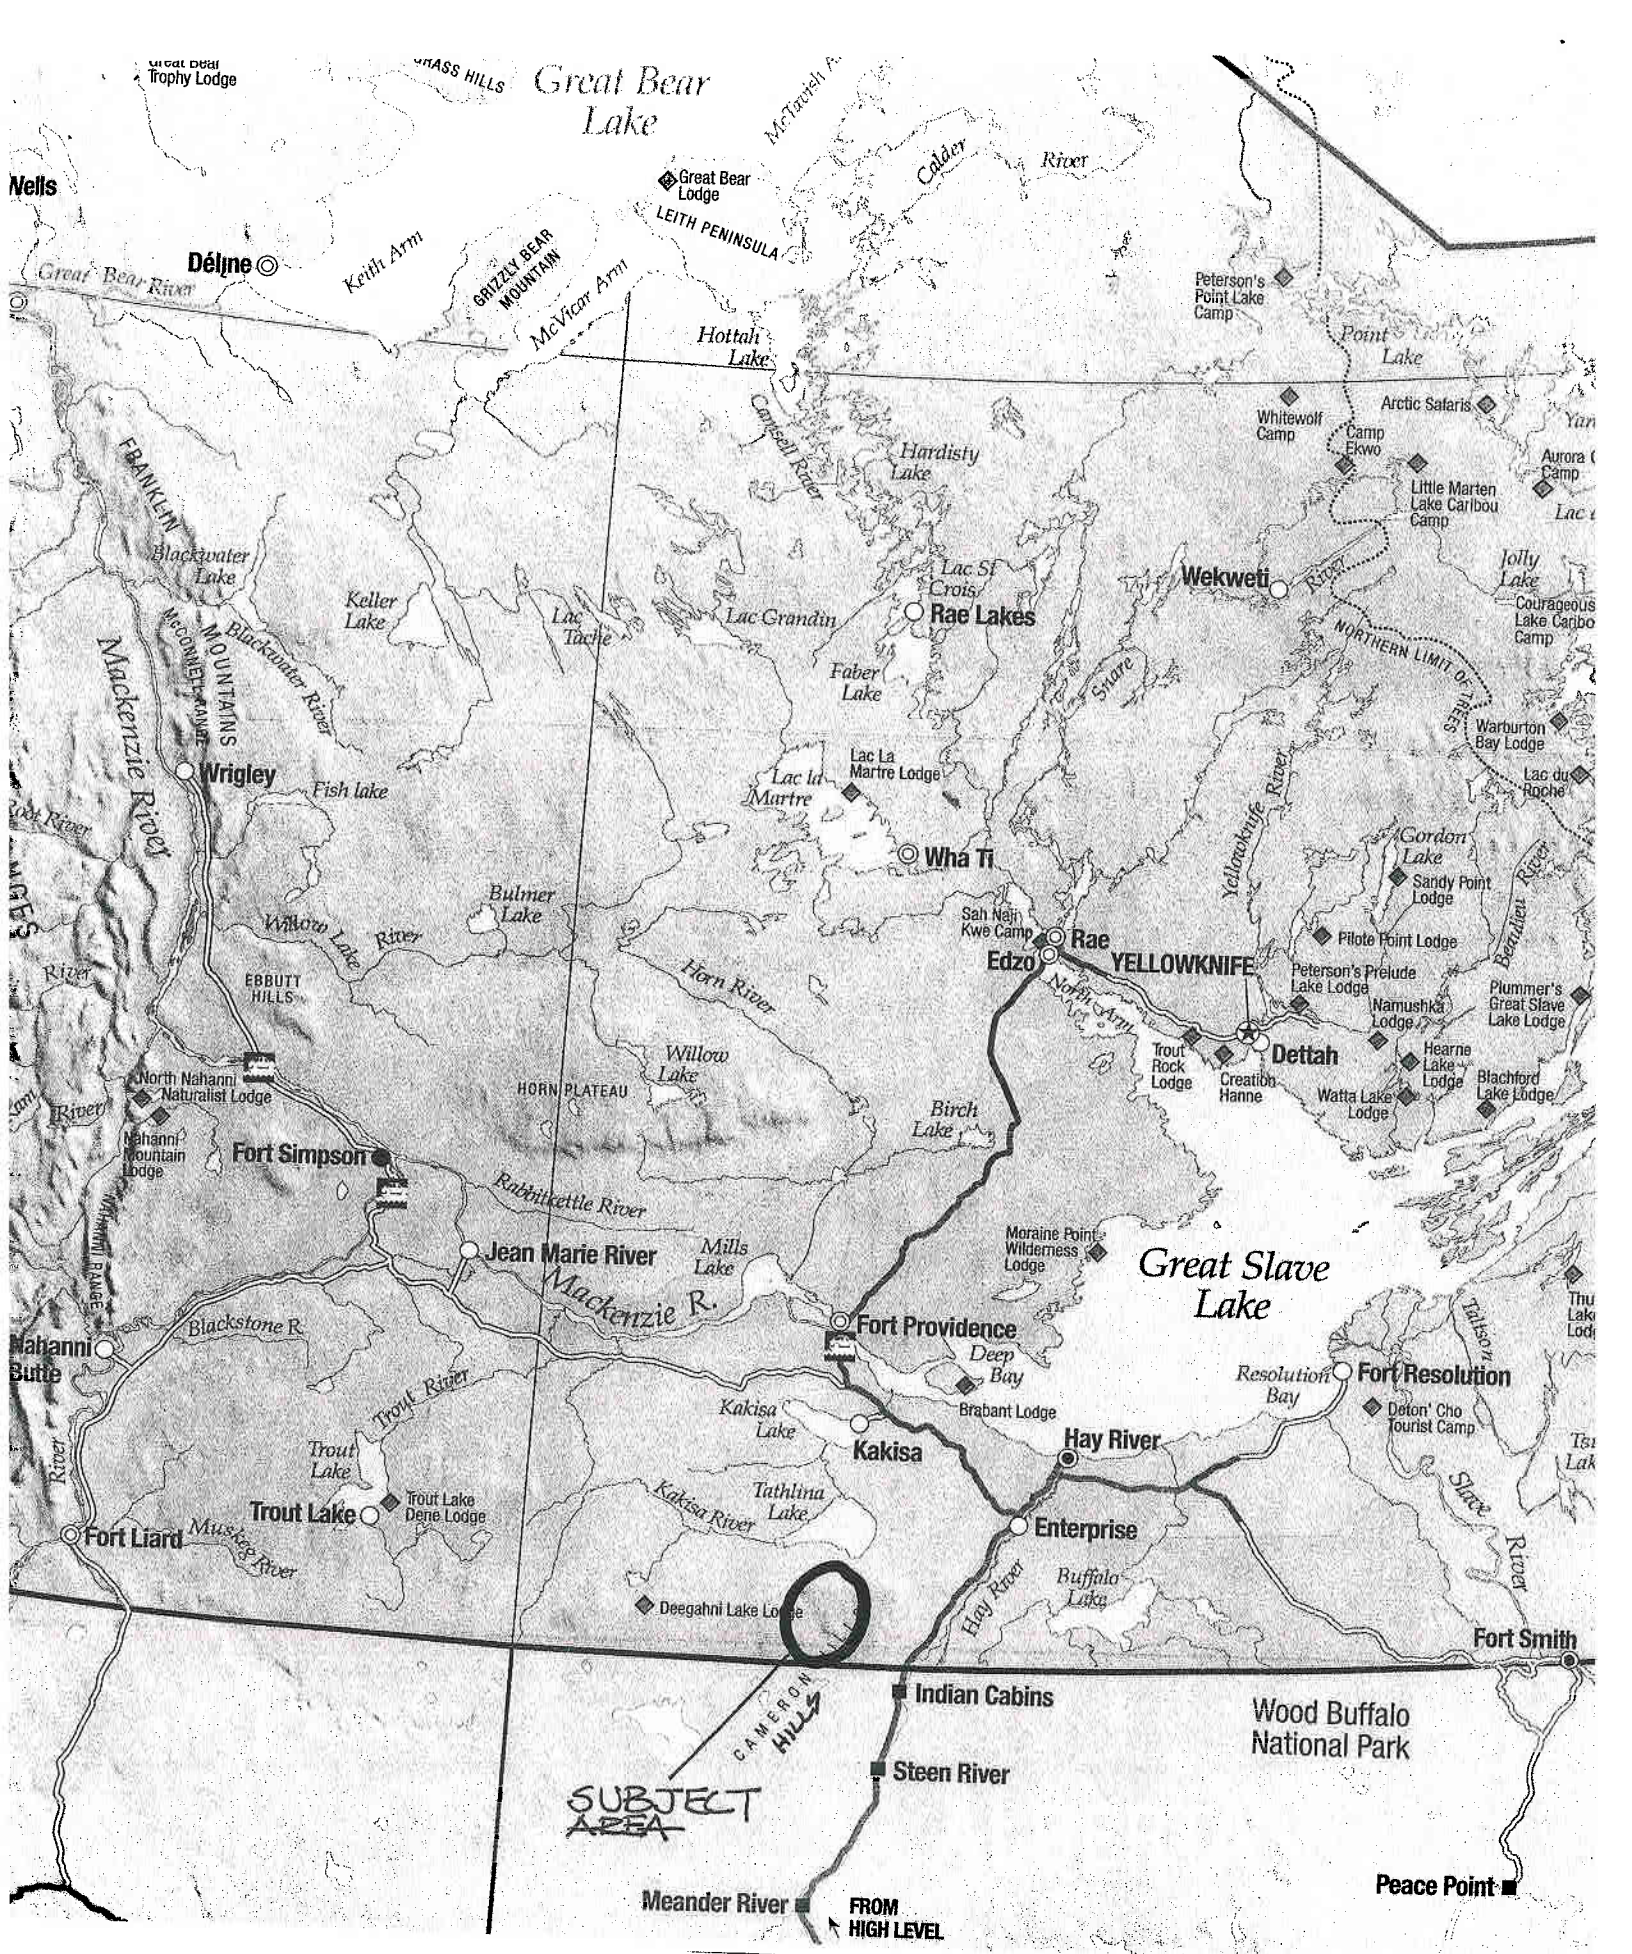 Great Bear
Trophy Lodge
GRASS HILLS
Great Bear
Lake
McTavish A.
Calder
River
Great Bear
Lodge
LEITH PENINSULA
Wells
Déline
Keith Arm
GRIZZLY BEAR
MOUNTAIN
McVicar Arm
Great Bear River
Peterson's
Point Lake
Camp
Hottah
Lake
Point
Lake
Camsell River
Whitewolf
Camp
Arctic Safaris
Camp
Ekwo
FRANKLIN
Hardisty
Lake
Aurora
Camp
Little Marten
Lake Caribou
Camp
Lac
Blackwater
Lake
Lac St
Crois
Wekweti
River
Jolly
Lake
Keller
Lake
Lac
Tache
Lac Grandin
Rae Lakes
Courageous
Lake Caribo
Camp
McCONNELL RANGE
MOUNTAINS
Blackwater River
NORTHERN LIMIT OF TREES
Mackenzie River
Faber
Lake
Snare
Warburton
Bay Lodge
Wrigley
Fish lake
Lac la
Martre
Lac La
Martre Lodge
Yellowknife River
Lac du
Roche
Root River
Wha Ti
Gordon
Lake
Sandy Point
Lodge
Beaulieu River
Bulmer
Lake
Willow Lake River
Sah Naji
Kwe Camp
Rae
Edzo
Pilote Point Lodge
YELLOWKNIFE
River
EBBUTT
HILLS
Horn River
North Arm
Peterson's Prelude
Lake Lodge
Namushka
Lodge
Plummer's
Great Slave
Lake Lodge
Dettah
Trout
Rock
Lodge
Creation
Hanne
Hearne
Lake
Lodge
Watta Lake
Lodge
Blachford
Lake Lodge
Willow
Lake
HORN PLATEAU
North Nahanni
Naturalist Lodge
River
Nahanni
Mountain
Lodge
Birch
Lake
Fort Simpson
Rabbitkettle River
NAHANNI RANGE
Jean Marie River
Mills
Lake
Moraine Point
Wilderness
Lodge
Great Slave
Lake
Mackenzie R.
Thu
Lak
Lod
Taltson
Blackstone R.
Fort Providence
Nahanni
Butte
Deep
Bay
Resolution
Bay
Fort Resolution
Trout River
Brabant Lodge
Deton' Cho
Tourist Camp
Kakisa
Lake
Kakisa
Hay River
River
Trout
Lake
Tathlina
Lake
Kakisa River
Slave River
Trout Lake
Trout Lake
Dene Lodge
Enterprise
Fort Liard
Muskeg River
Deegahni Lake Lodge
Hay River
Buffalo
Lake
Fort Smith
CAMERON
HILLS
Indian Cabins
Wood Buffalo
National Park
Steen River
SUBJECT
AREA
Meander River
FROM
HIGH LEVEL
Peace Point